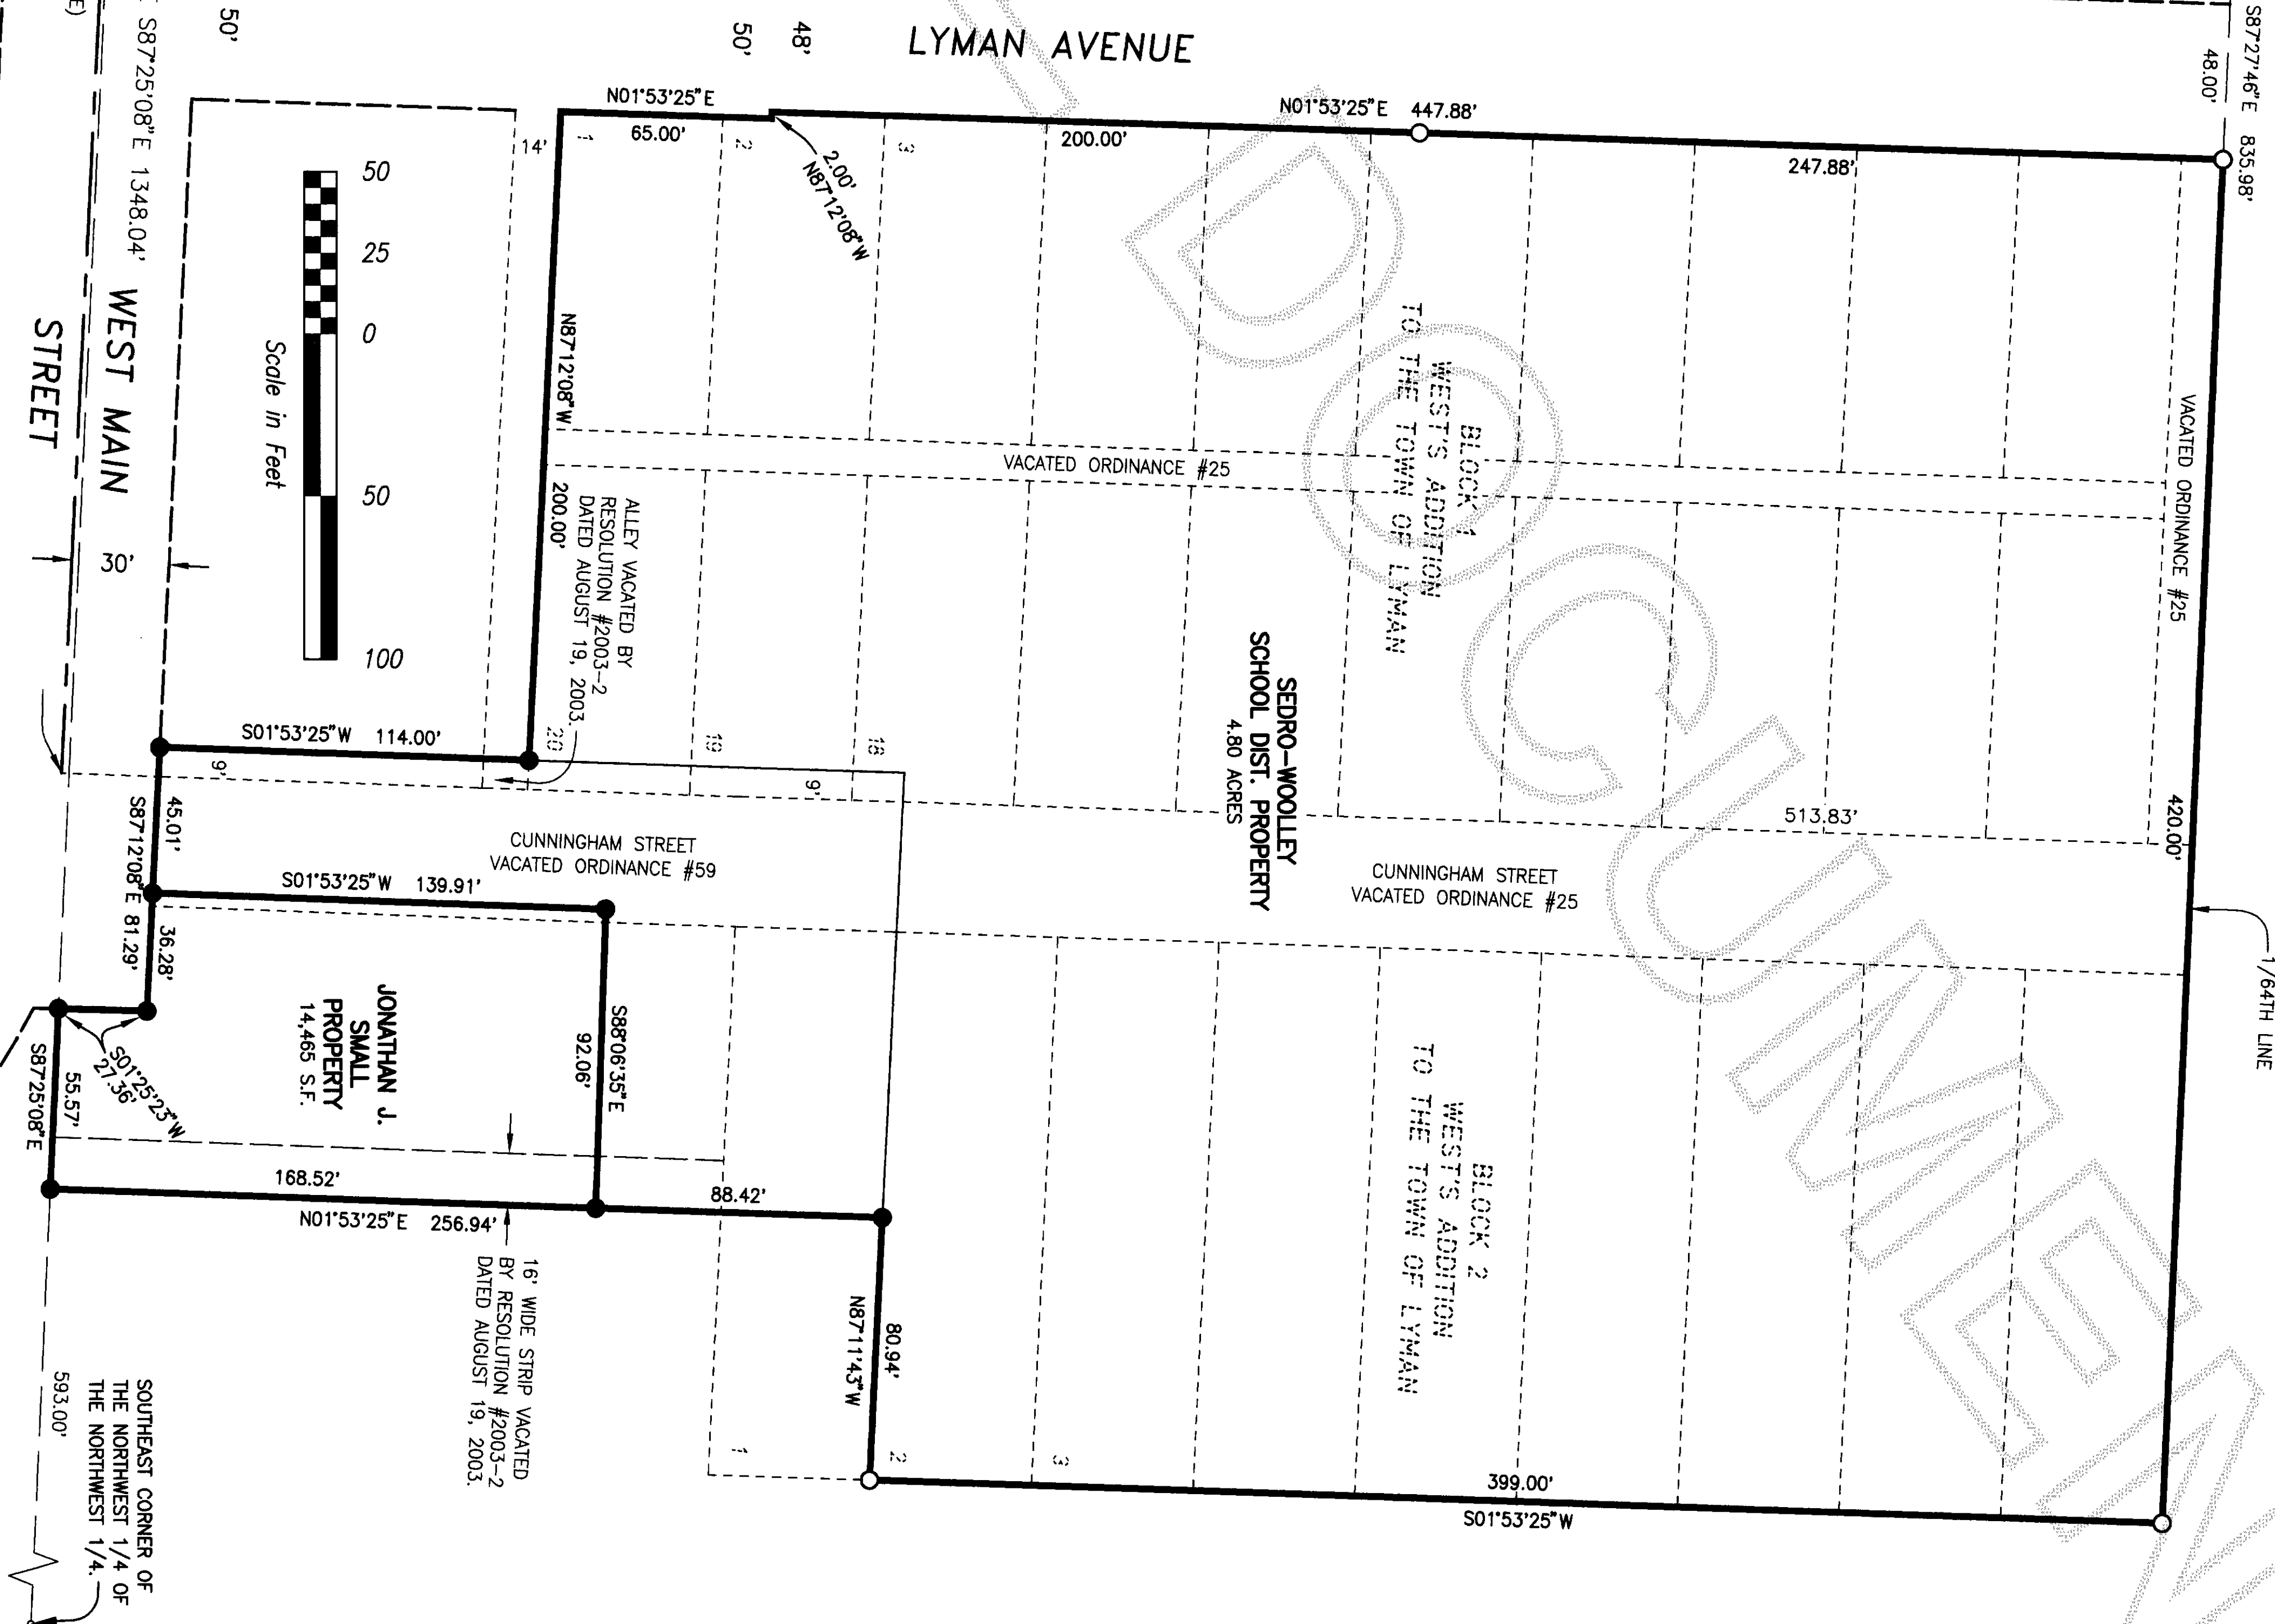 S87°27'46"E 835.98'
48.00'
1/64TH LINE
LYMAN AVENUE
50'
50'
48'
N01°53'25"E
65.00'
2.00'
N87°12'08"W
N01°53'25"E 447.88'
200.00'
247.88'
VACATED ORDINANCE #25
420.00'
14'
1
2
3
BLOCK 1
WEST'S ADDITION
TO THE TOWN OF LYMAN
VACATED ORDINANCE #25
N87°12'08"W
200.00'
ALLEY VACATED BY
RESOLUTION #2003-2
DATED AUGUST 19, 2003.
20
19
18
SEDRO-WOOLLEY
SCHOOL DIST. PROPERTY
4.80 ACRES
513.83'
9'
9'
S01°53'25"W 114.00'
CUNNINGHAM STREET
VACATED ORDINANCE #59
CUNNINGHAM STREET
VACATED ORDINANCE #25
45.01'
S87°12'08"E 81.29'
36.28'
S01°53'25"W 139.91'
JONATHAN J.
SMALL
PROPERTY
14,465 S.F.
S88°06'35"E
92.06'
S01°25'23"W
27.36'
55.57'
S87°25'08"E
168.52'
N01°53'25"E 256.94'
88.42'
16' WIDE STRIP VACATED
BY RESOLUTION #2003-2
DATED AUGUST 19, 2003.
80.94'
N87°11'43"W
1
2
3
BLOCK 2
WEST'S ADDITION
TO THE TOWN OF LYMAN
399.00'
S01°53'25"W
50
25
0
50
100
Scale in Feet
S87°25'08"E 1348.04'
WEST MAIN
STREET
30'
593.00'
SOUTHEAST CORNER OF
THE NORTHWEST 1/4 OF
THE NORTHWEST 1/4.
E)
DOCUMEN